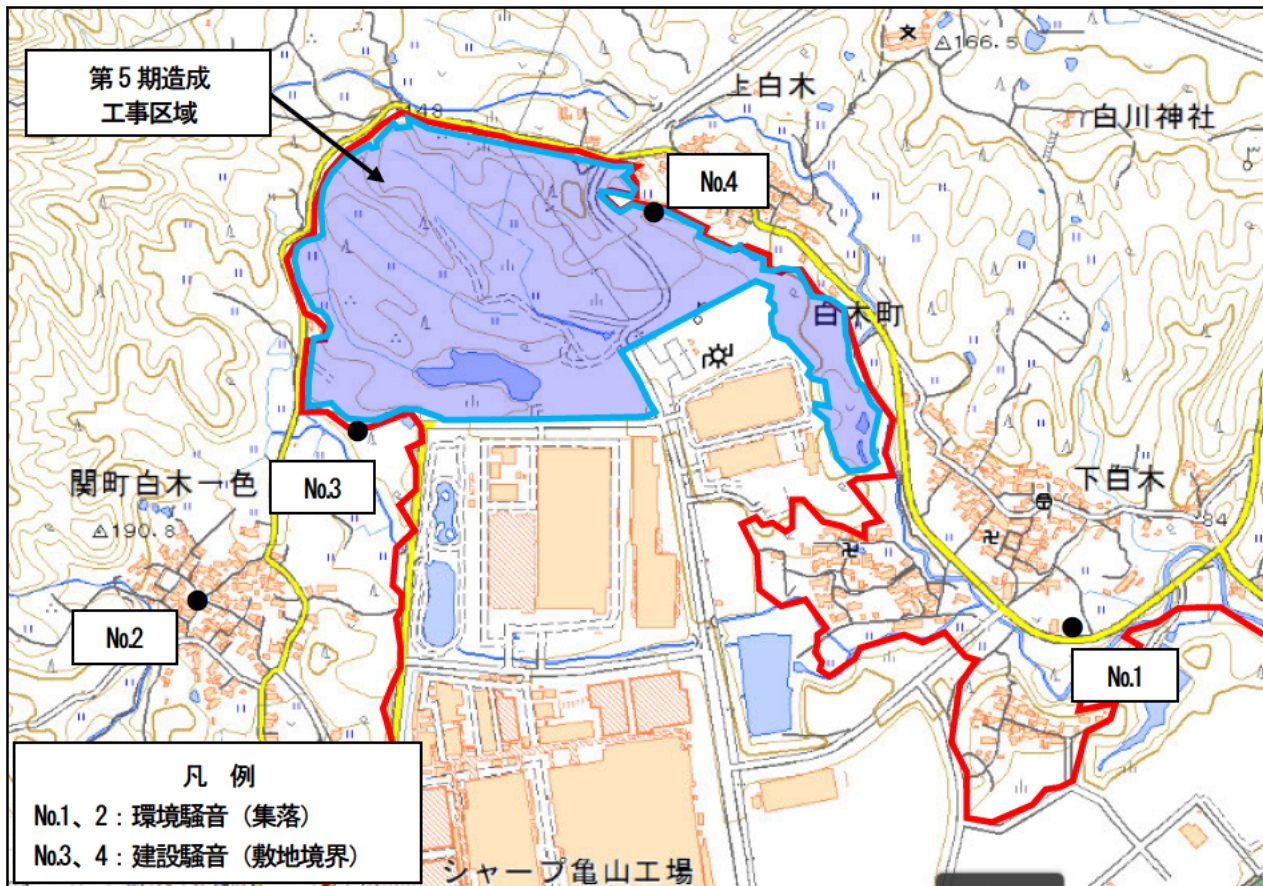 第5期造成
工事区域
149
上白木
166.5
白川神社
No.4
白木町
関町白木一色
No.3
190.8
下白木
84
No.2
No.1
凡 例
No.1、2：環境騒音（集落）
No.3、4：建設騒音（敷地境界）
シャープ亀山工場